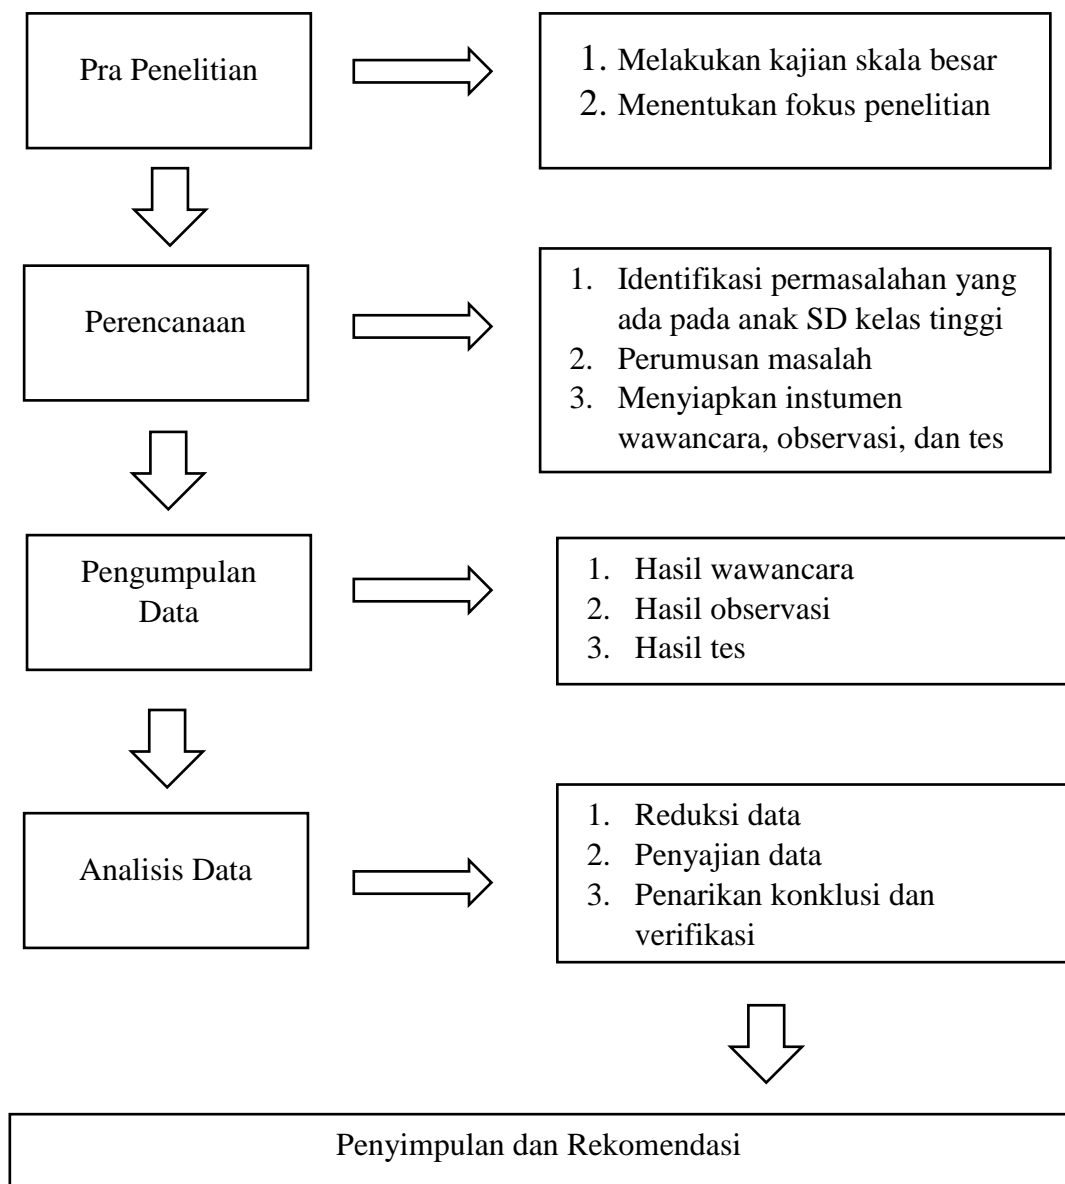 Pra Penelitian
1. Melakukan kajian skala besar
2. Menentukan fokus penelitian
Perencanaan
1. Identifikasi permasalahan yang
ada pada anak SD kelas tinggi
2. Perumusan masalah
3. Menyiapkan instumen
wawancara, observasi, dan tes
Pengumpulan
Data
1. Hasil wawancara
2. Hasil observasi
3. Hasil tes
Analisis Data
1. Reduksi data
2. Penyajian data
3. Penarikan konklusi dan
verifikasi
Penyimpulan dan Rekomendasi